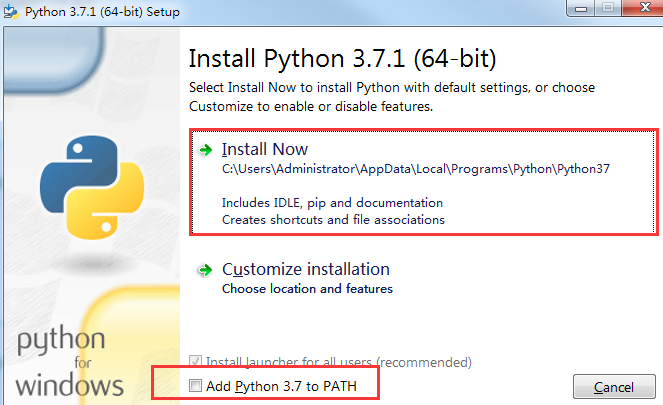 Python 3.7.1 (64-bit) Setup
Install Python 3.7.1 (64-bit)
Select Install Now to install Python with default settings, or choose
Customize to enable or disable features.
Install Now
C:\Users\Administrator\AppData\Local\Programs\Python\Python37
Includes IDLE, pip and documentation
Creates shortcuts and file associations
Customize installation
Choose location and features
python
for
windows
Install launcher for all users (recommended)
Add Python 3.7 to PATH
Cancel